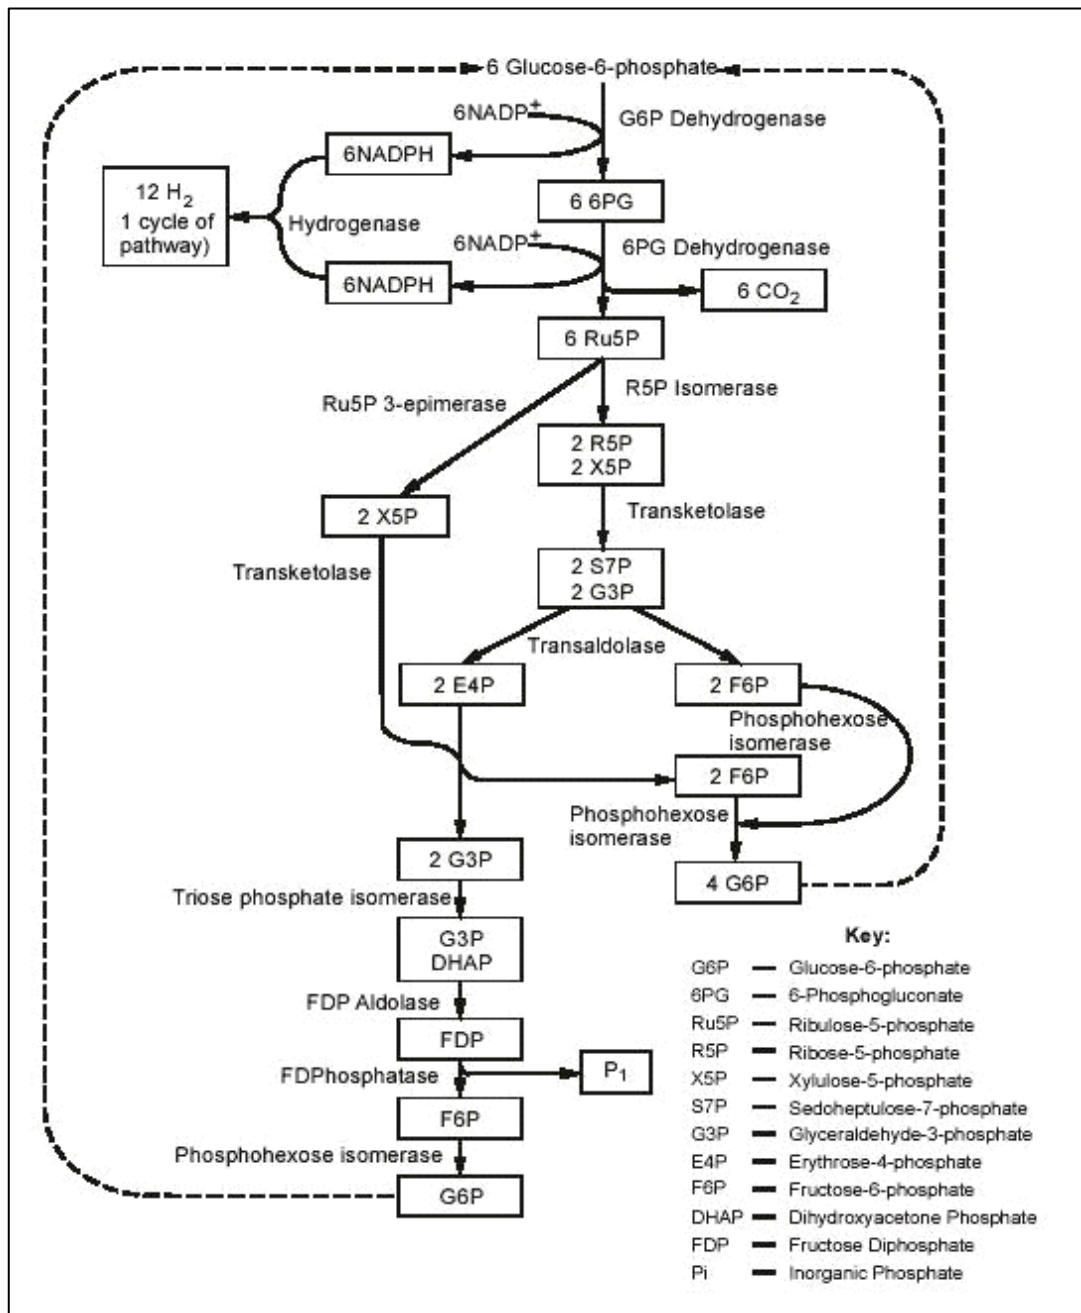 6 Glucose-6-phosphate
6NADP+
G6P Dehydrogenase
6NADPH
12 H2
1 cycle of
pathway)
Hydrogenase
6 6PG
6NADP+
6PG Dehydrogenase
6NADPH
6 CO2
6 Ru5P
Ru5P 3-epimerase
R5P Isomerase
2 R5P
2 X5P
2 X5P
Transketolase
Transketolase
2 S7P
2 G3P
Transaldolase
2 E4P
2 F6P
Phosphohexose
isomerase
2 F6P
Phosphohexose
isomerase
2 G3P
4 G6P
Triose phosphate isomerase
G3P
DHAP
FDP Aldolase
FDP
FDPhosphatase
P1
F6P
Phosphohexose isomerase
G6P
Key:
G6P — Glucose-6-phosphate
6PG — 6-Phosphogluconate
Ru5P — Ribulose-5-phosphate
R5P — Ribose-5-phosphate
X5P — Xylulose-5-phosphate
S7P — Sedoheptulose-7-phosphate
G3P — Glyceraldehyde-3-phosphate
E4P — Erythrose-4-phosphate
F6P — Fructose-6-phosphate
DHAP — Dihydroxyacetone Phosphate
FDP — Fructose Diphosphate
Pi — Inorganic Phosphate